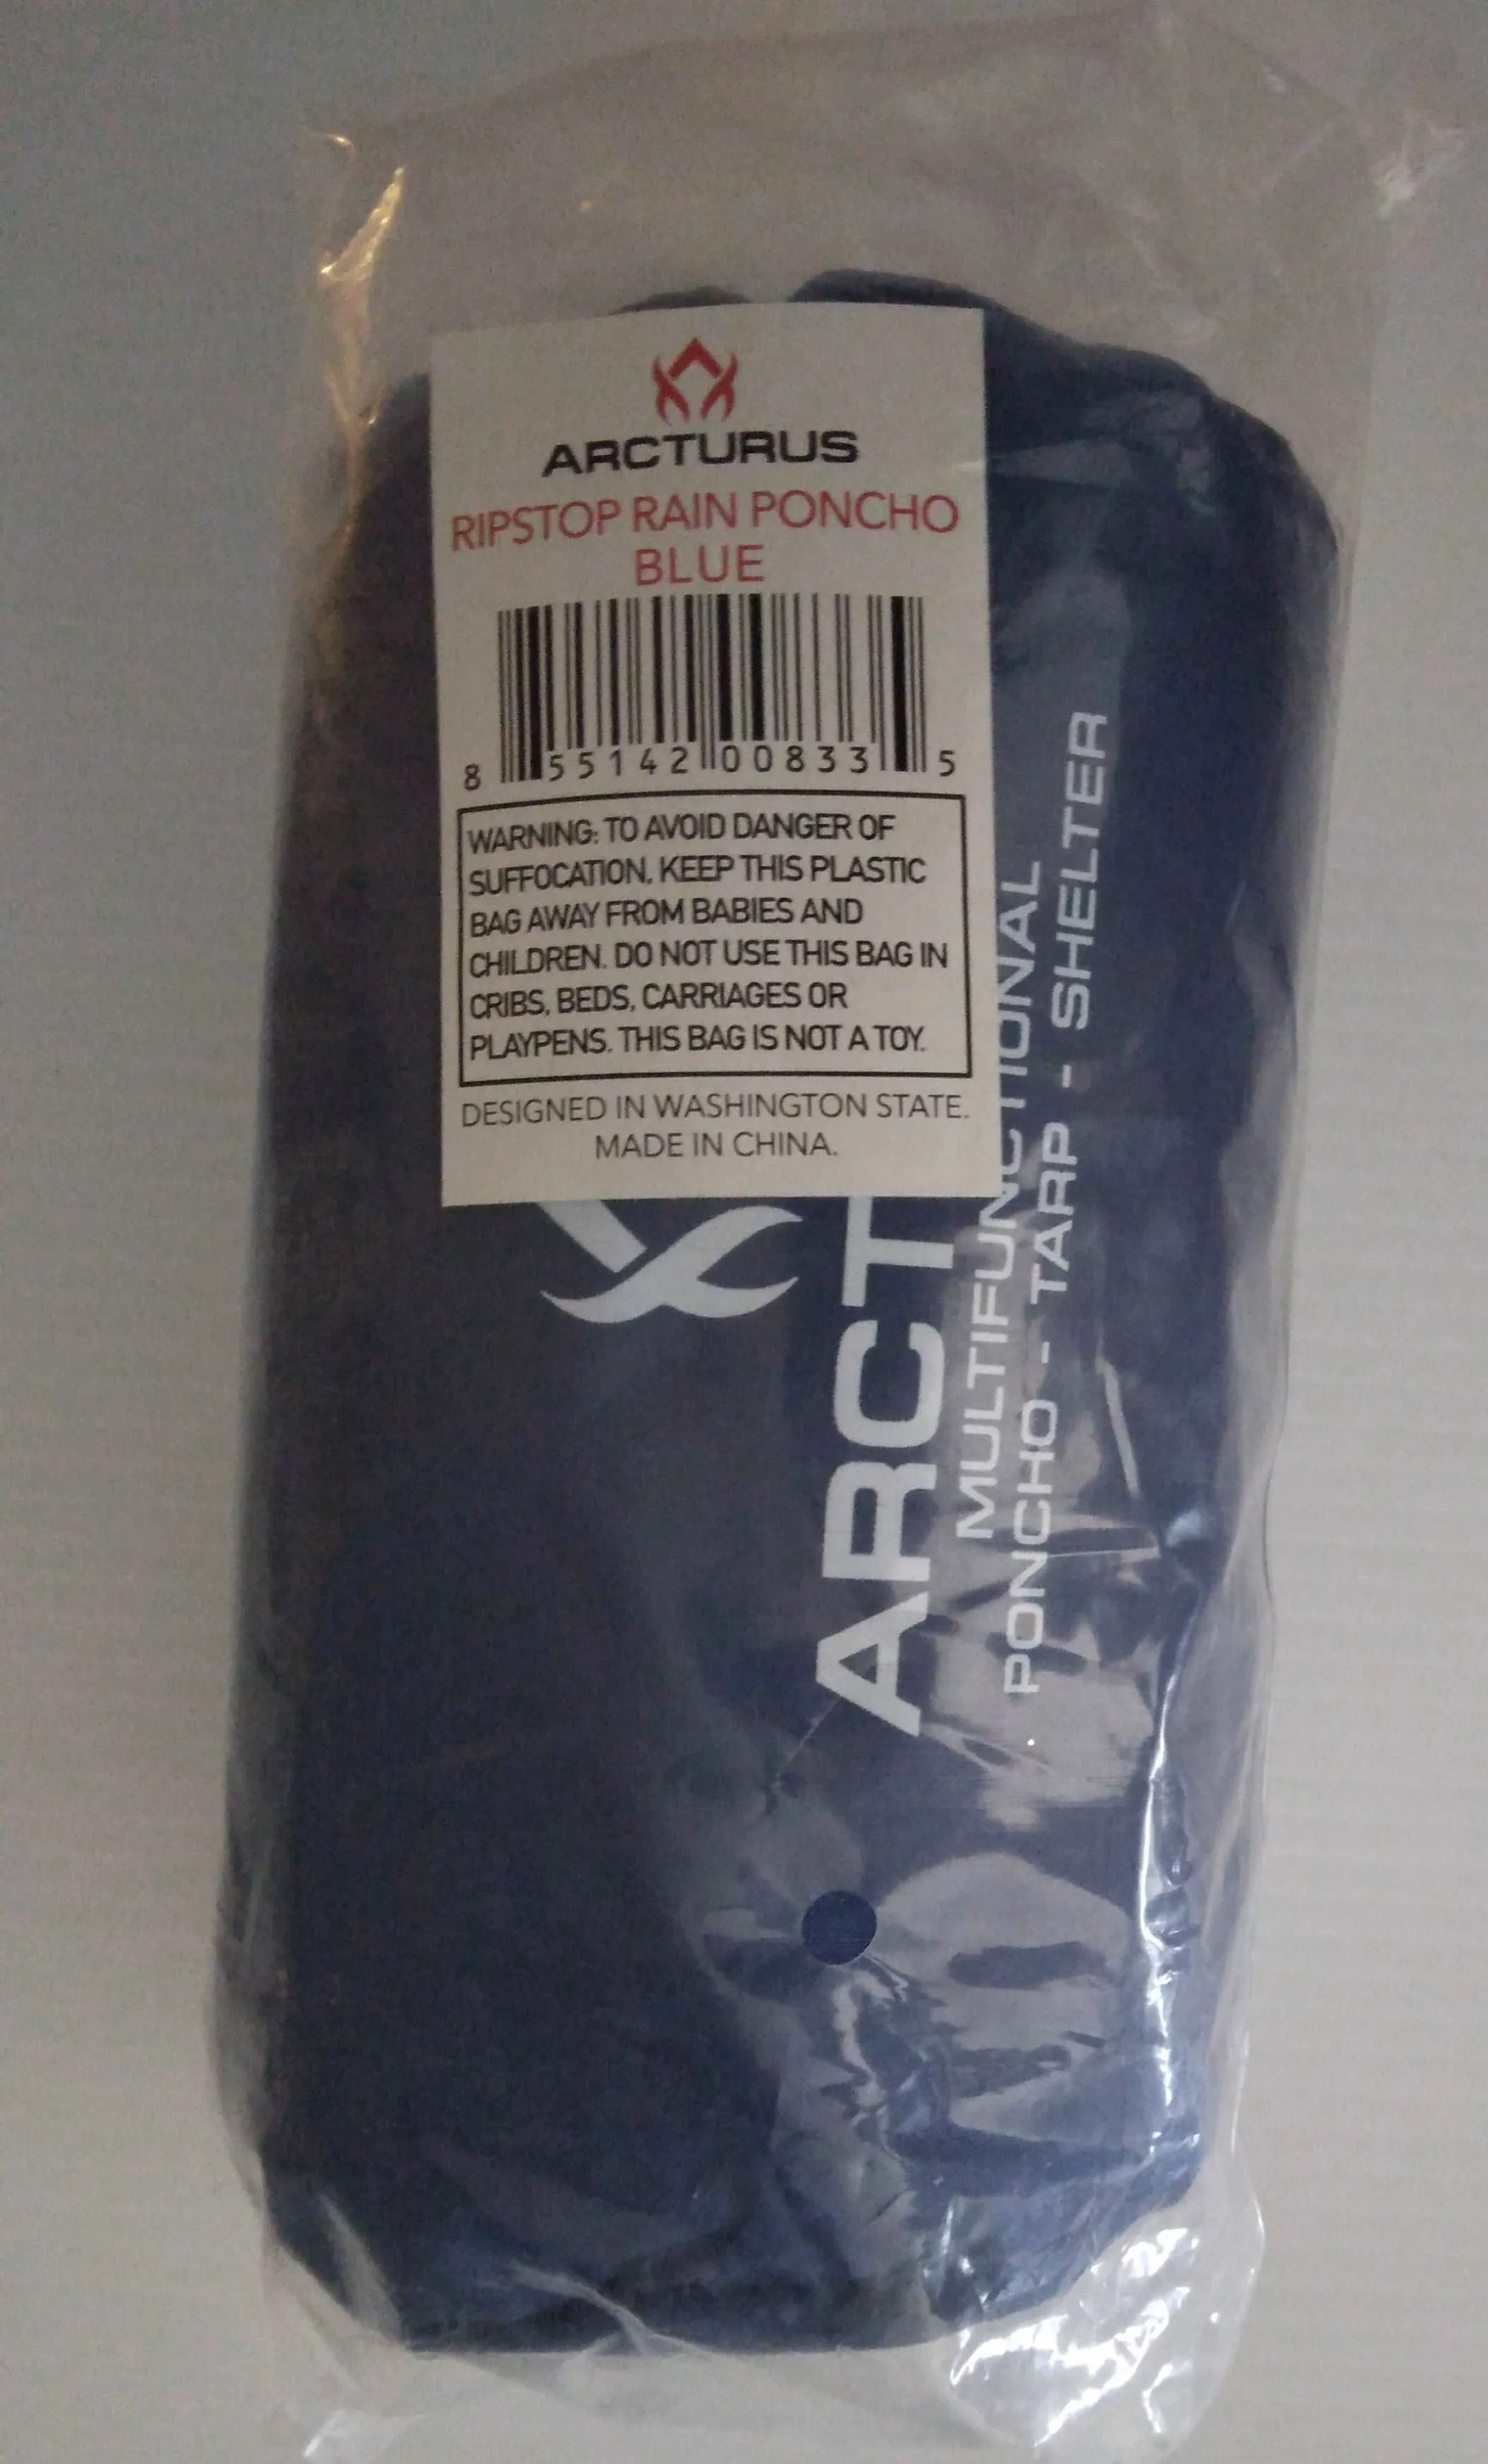 ARCTURUS
RIPSTOP RAIN PONCHO
BLUE
8 55142 00833 5
WARNING: TO AVOID DANGER OF
SUFFOCATION, KEEP THIS PLASTIC
BAG AWAY FROM BABIES AND
CHILDREN. DO NOT USE THIS BAG IN
CRIBS, BEDS, CARRIAGES OR
PLAYPENS. THIS BAG IS NOT A TOY.
DESIGNED IN WASHINGTON STATE.
MADE IN CHINA.
ARCT
MULTIFUNCTIONAL
PONCHO - TARP - SHELTER